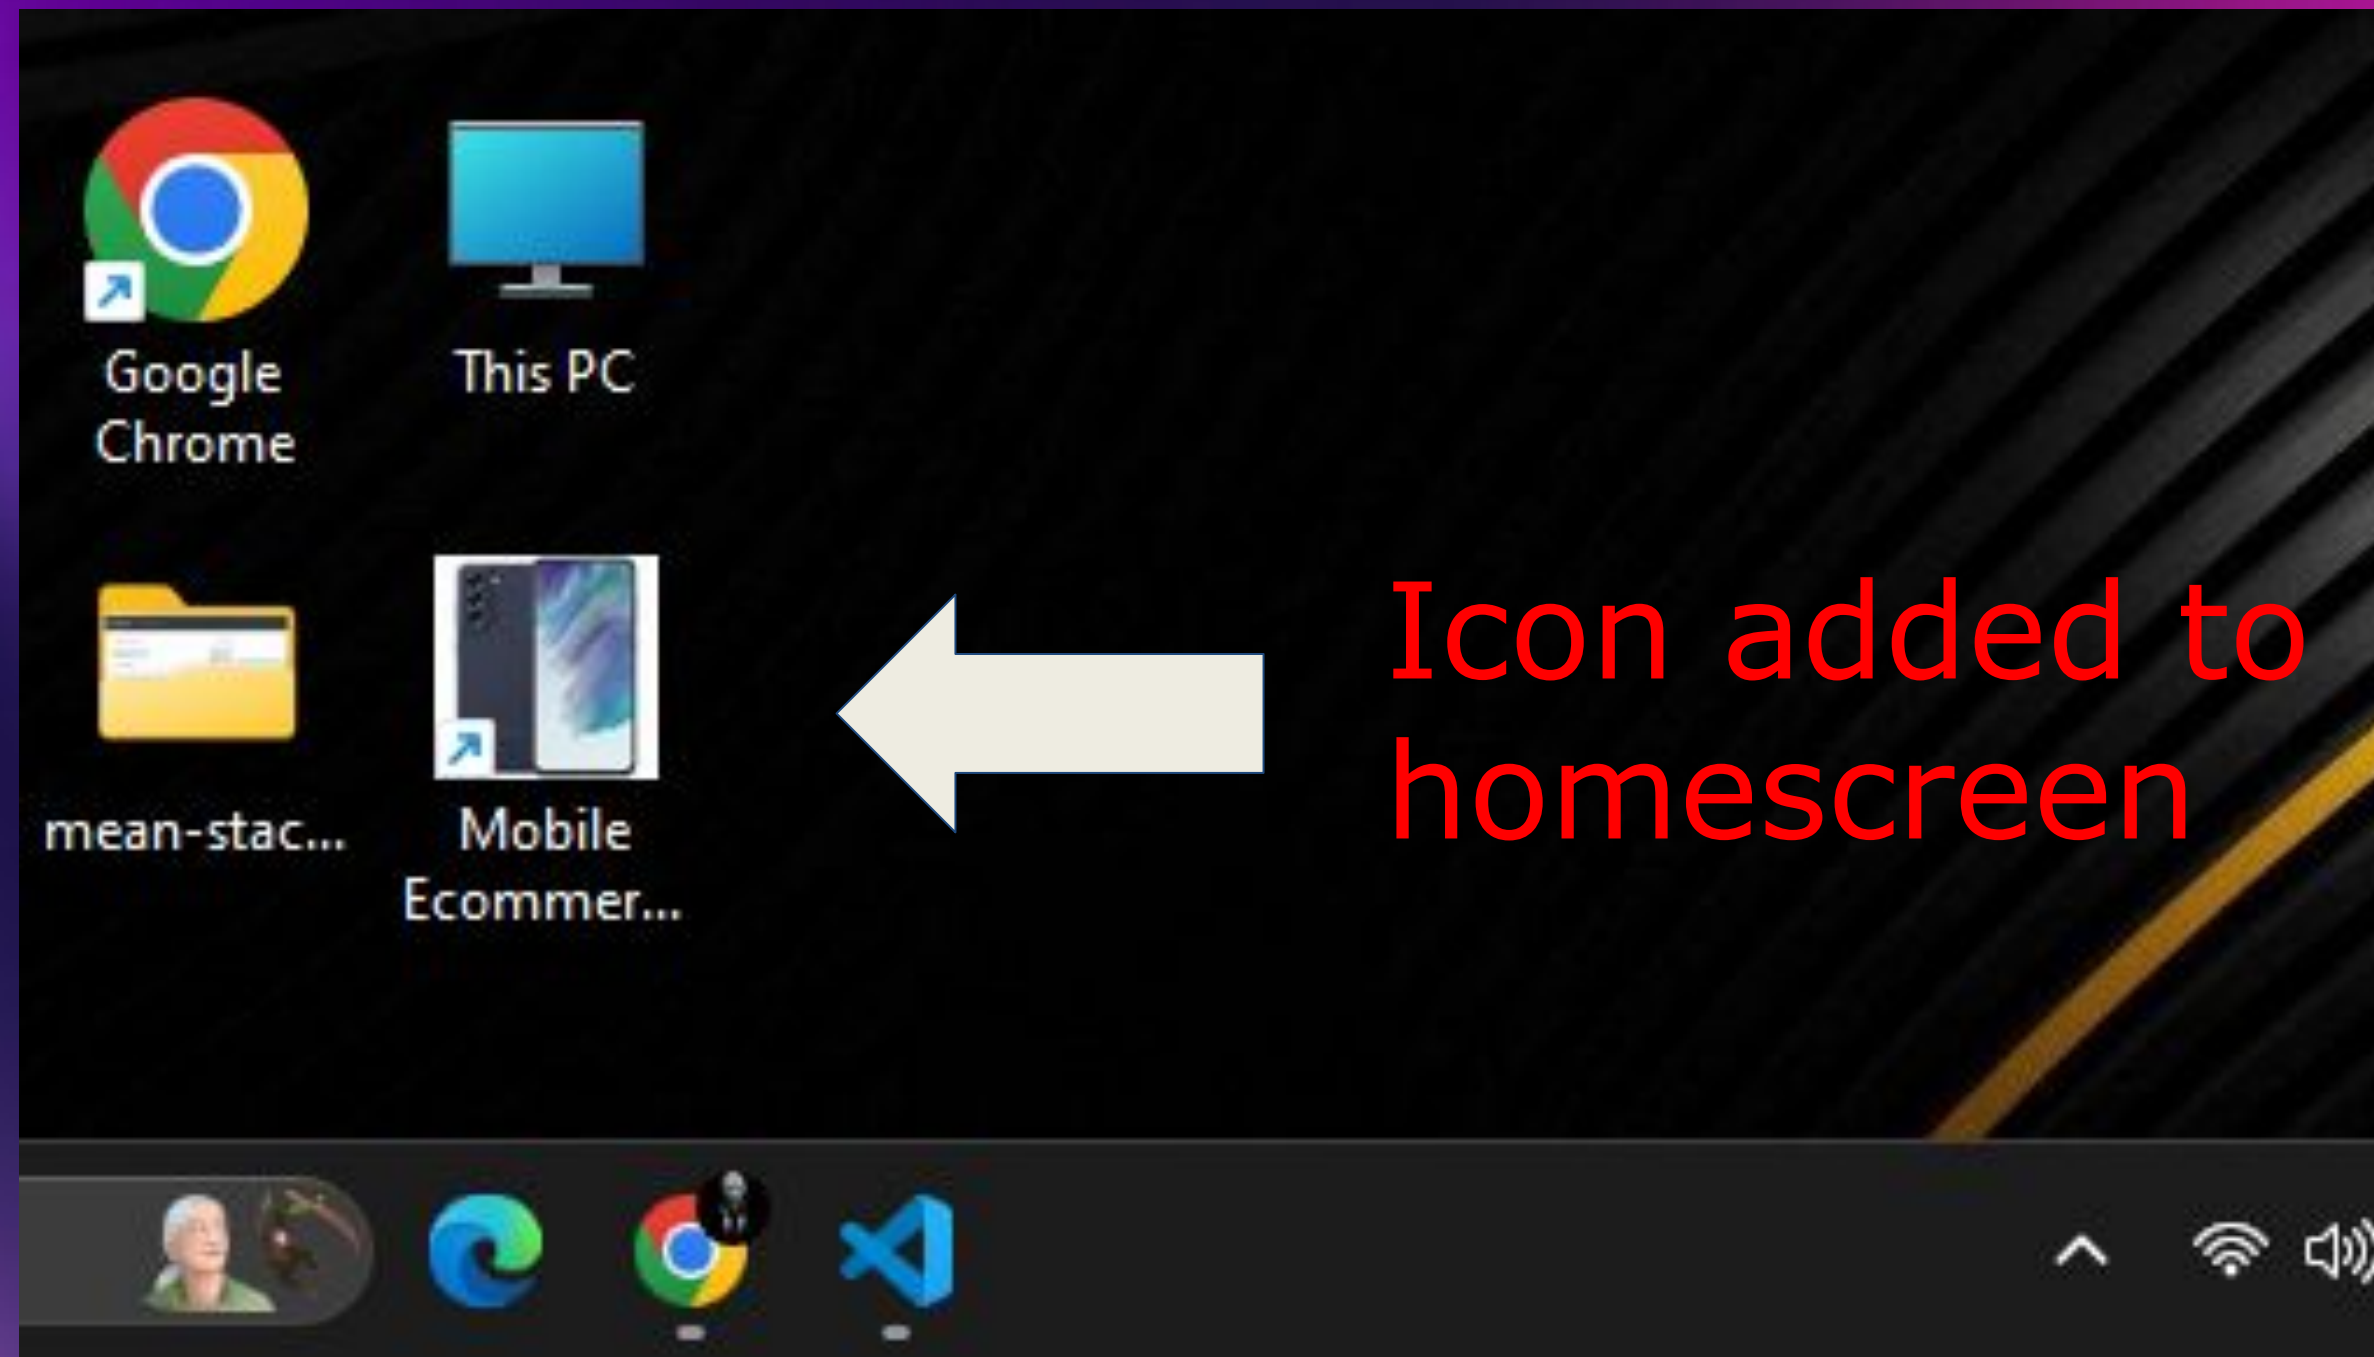 Google
Chrome
This PC
mean-stac...
Mobile
Ecommer...
Icon added to
homescreen